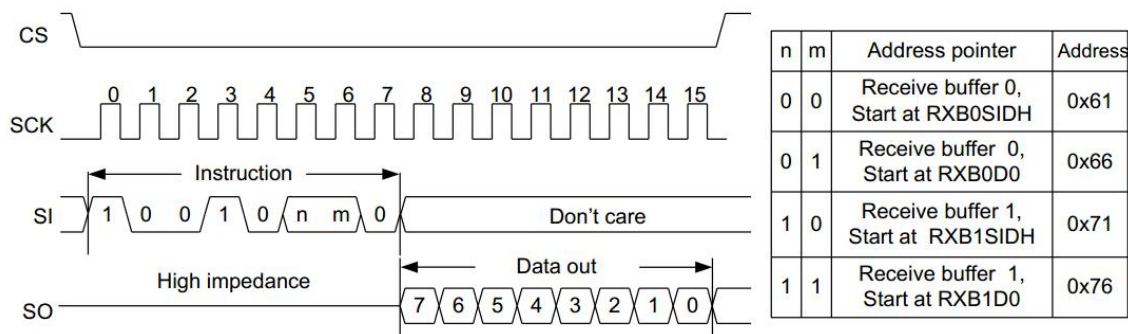 CS
0 1 2 3 4 5 6 7 8 9 10 11 12 13 14 15
SCK
Instruction
SI 1 0 0 1 0 n m 0 Don't care
High impedance Data out
SO 7 6 5 4 3 2 1 0
n m Address pointer Address
0 0 Receive buffer 0, 0x61
Start at RXB0SIDH
0 1 Receive buffer 0, 0x66
Start at RXB0D0
1 0 Receive buffer 1, 0x71
Start at RXB1SIDH
1 1 Receive buffer 1, 0x76
Start at RXB1D0